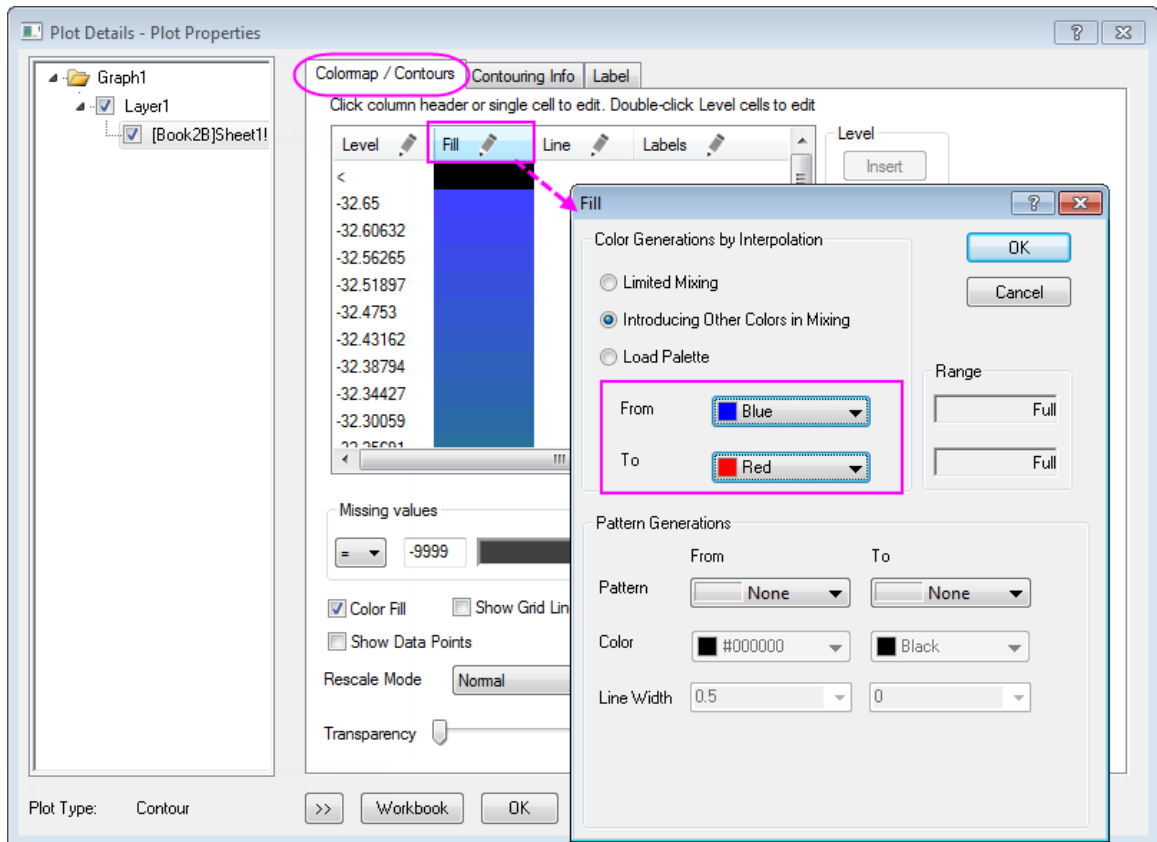 Plot Details - Plot Properties
Graph1
Layer1
[Book2B]Sheet1!
Colormap / Contours
Contouring Info
Label
Click column header or single cell to edit. Double-click Level cells to edit
Level
Fill
Line
Labels
<
-32.65
-32.60632
-32.56265
-32.51897
-32.4753
-32.43162
-32.38794
-32.34427
-32.30059
Level
Insert
Missing values
=
-9999
Color Fill
Show Grid Lin
Show Data Points
Rescale Mode
Normal
Transparency
Plot Type:
Contour
>>
Workbook
OK
Fill
Color Generations by Interpolation
Limited Mixing
Introducing Other Colors in Mixing
Load Palette
From
Blue
To
Red
OK
Cancel
Range
Full
Full
Pattern Generations
From
To
Pattern
None
None
Color
#000000
Black
Line Width
0.5
0